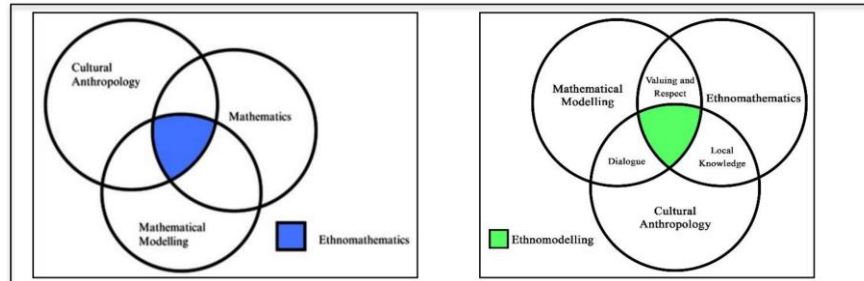 Cultural
Anthropology
Mathematics
Mathematical
Modelling
Ethnomathematics
Mathematical
Modelling
Valuing and
Respect
Ethnomathematics
Dialogue
Local
Knowledge
Cultural
Anthropology
Ethnomodelling